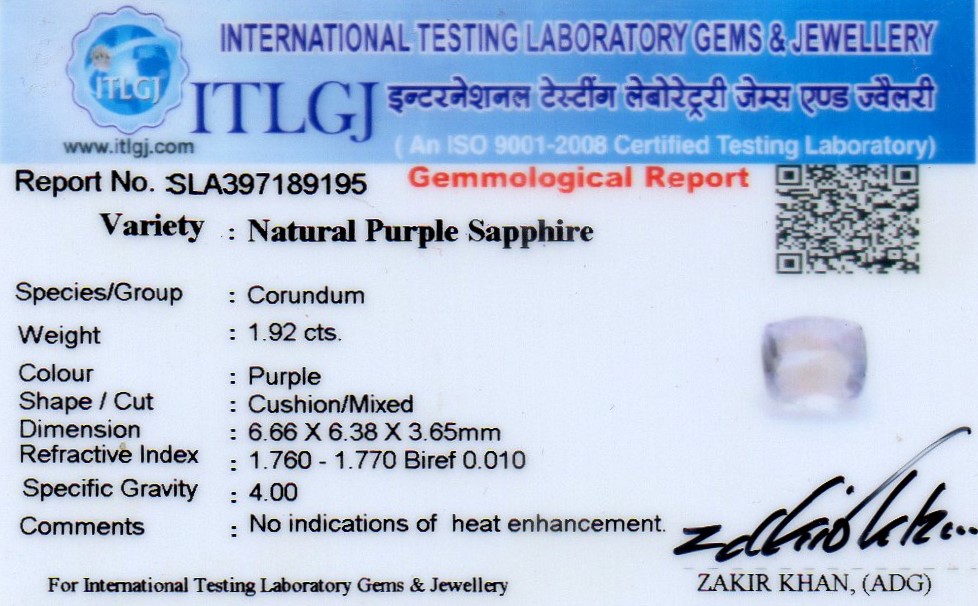 INTERNATIONAL TESTING LABORATORY GEMS & JEWELLERY
ITLGJ
ITLGJ इन्टरनेशनल टेस्टींग लेबोरेट्ररी जेम्स एण्ड ज्वैलरी
www.itlgj.com
( An ISO 9001-2008 Certified Testing Laboratory)
Report No. :SLA397189195
Gemmological Report
Variety : Natural Purple Sapphire
Species/Group : Corundum
Weight : 1.92 cts.
Colour : Purple
Shape / Cut : Cushion/Mixed
Dimension : 6.66 X 6.38 X 3.65mm
Refractive Index : 1.760 - 1.770 Biref 0.010
Specific Gravity : 4.00
Comments : No indications of heat enhancement.
For International Testing Laboratory Gems & Jewellery
ZAKIR KHAN, (ADG)